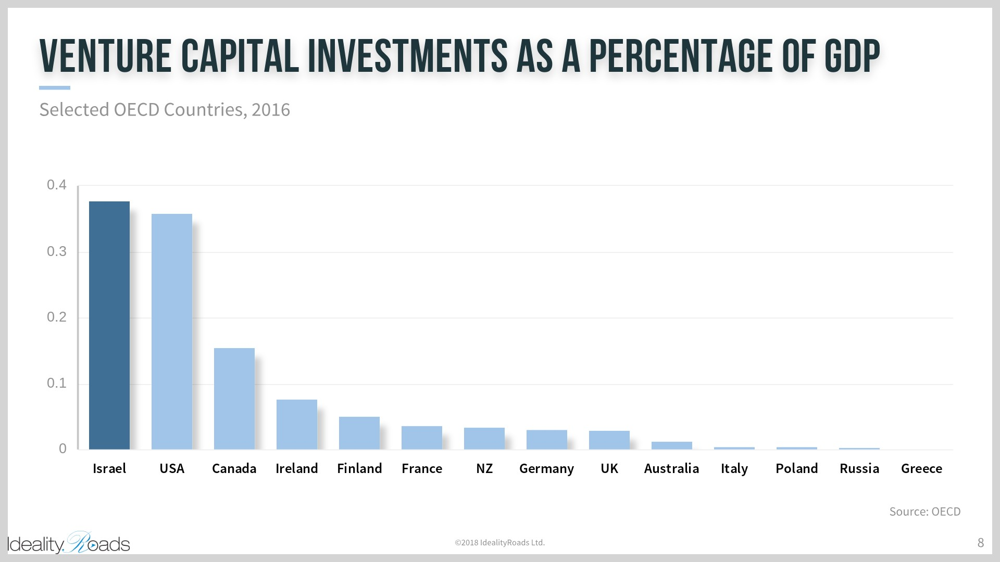 VENTURE CAPITAL INVESTMENTS AS A PERCENTAGE OF GDP
Selected OECD Countries, 2016
0.4
0.3
0.2
0.1
0
Israel USA Canada Ireland Finland France NZ Germany UK Australia Italy Poland Russia Greece
Source: OECD
IdealityRoads
©2018 IdealityRoads Ltd.
8